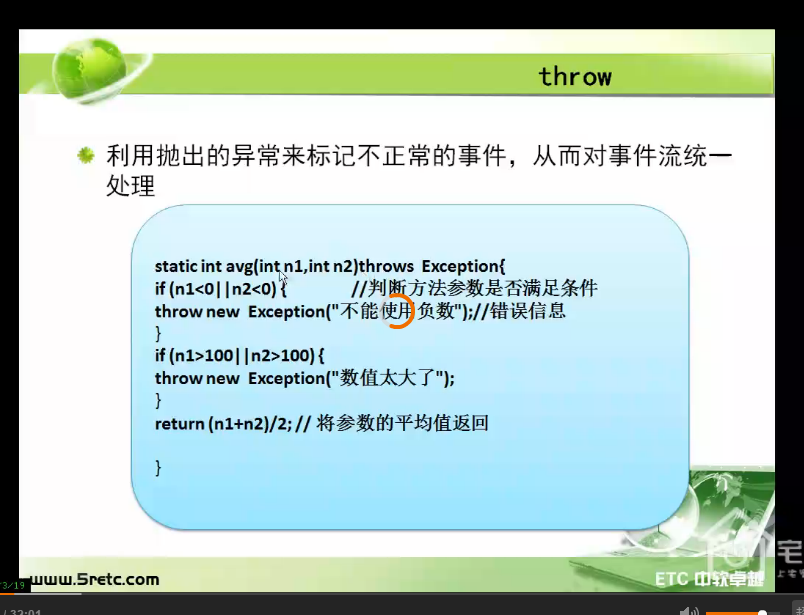 throw
利用抛出的异常来标记不正常的事件，从而对事件流统一
处理
static int avg(int n1,int n2)throws Exception{
if (n1<0||n2<0) { //判断方法参数是否满足条件
throw new Exception("不能使用负数");//错误信息
}
if (n1>100||n2>100) {
throw new Exception("数值太大了");
}
return (n1+n2)/2; // 将参数的平均值返回
}
3/19
www.5retc.com
ETC 中软卓越
宅
/ 32:01